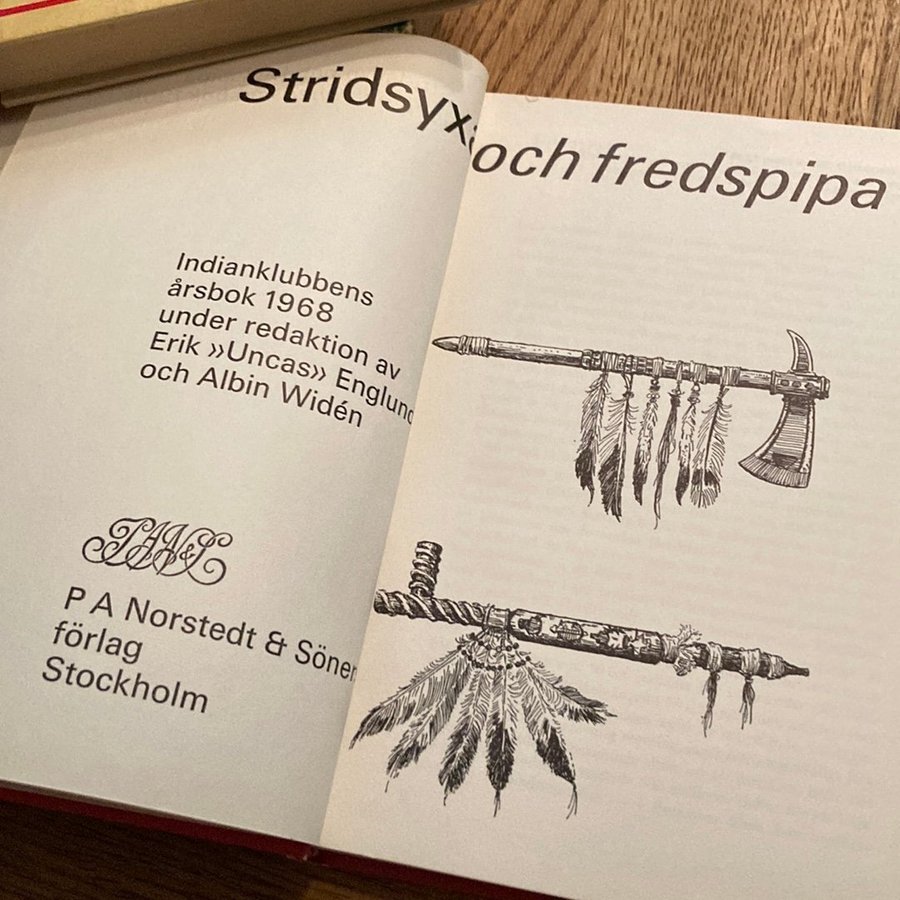 Stridsyxa och fredspipa
Indianklubbens
årsbok 1968
under redaktion av
Erik »Uncas» Englund
och Albin Widén
PAN&S
P A Norstedt & Söner
förlag
Stockholm